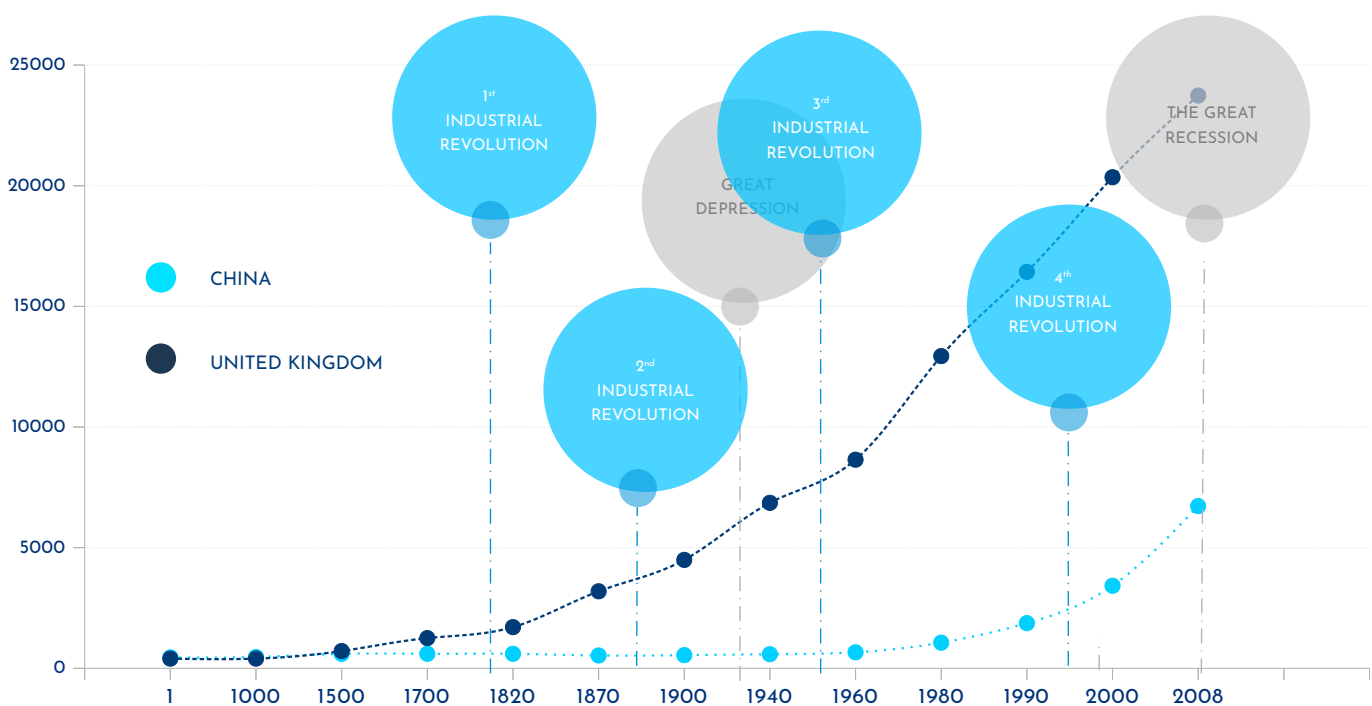 25000
20000
15000
10000
5000
0
1st
INDUSTRIAL
REVOLUTION
2nd
INDUSTRIAL
REVOLUTION
GREAT
DEPRESSION
3rd
INDUSTRIAL
REVOLUTION
4th
INDUSTRIAL
REVOLUTION
THE GREAT
RECESSION
CHINA
UNITED KINGDOM
1 1000 1500 1700 1820 1870 1900 1940 1960 1980 1990 2000 2008